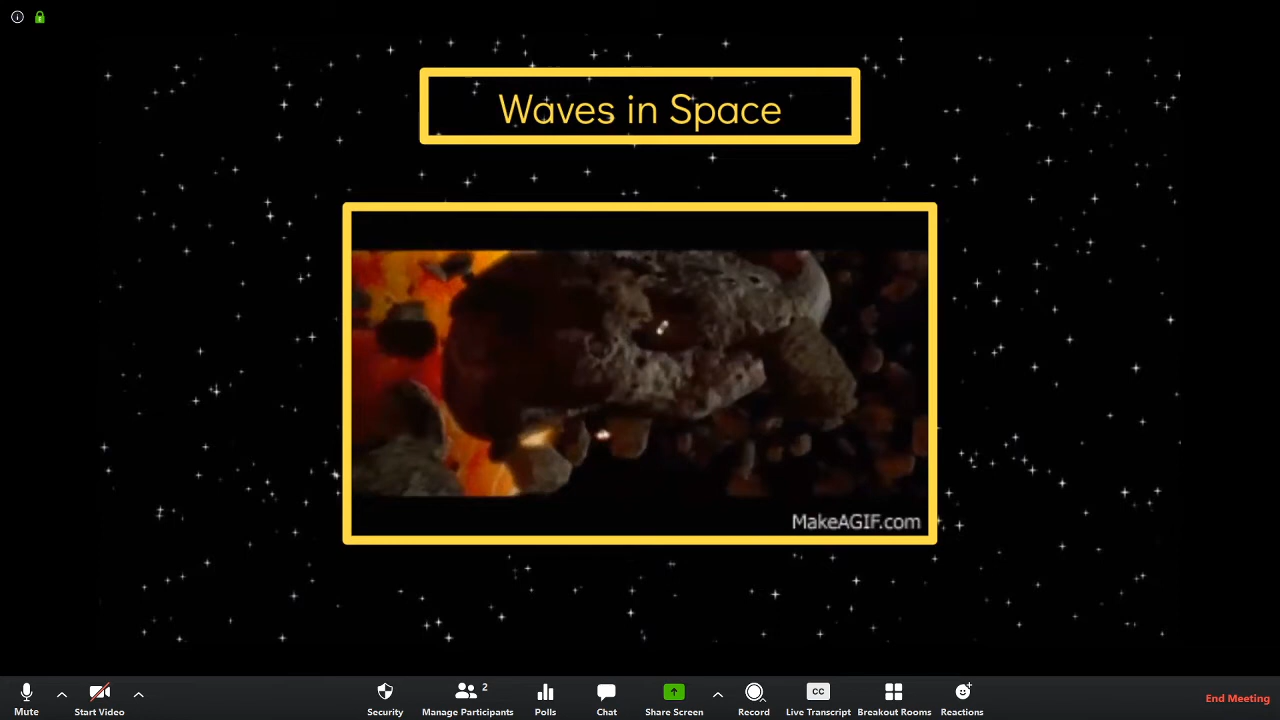 Waves in Space
MakeAGIF.com
Mute
Start Video
Security
Manage Participants
2
Polls
Chat
Share Screen
Record
CC
Live Transcript
Breakout Rooms
Reactions
End Meeting